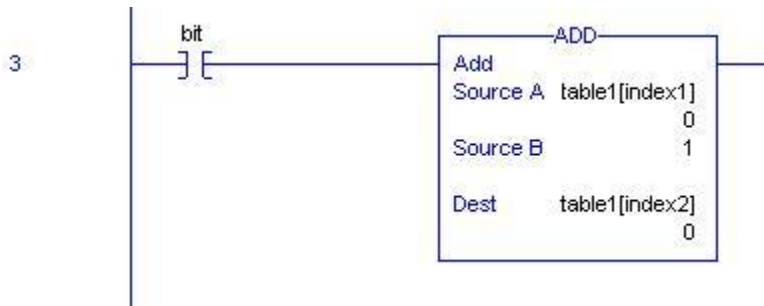 bit
ADD
3
Add
Source A table1[index1]
0
Source B 1
Dest table1[index2]
0